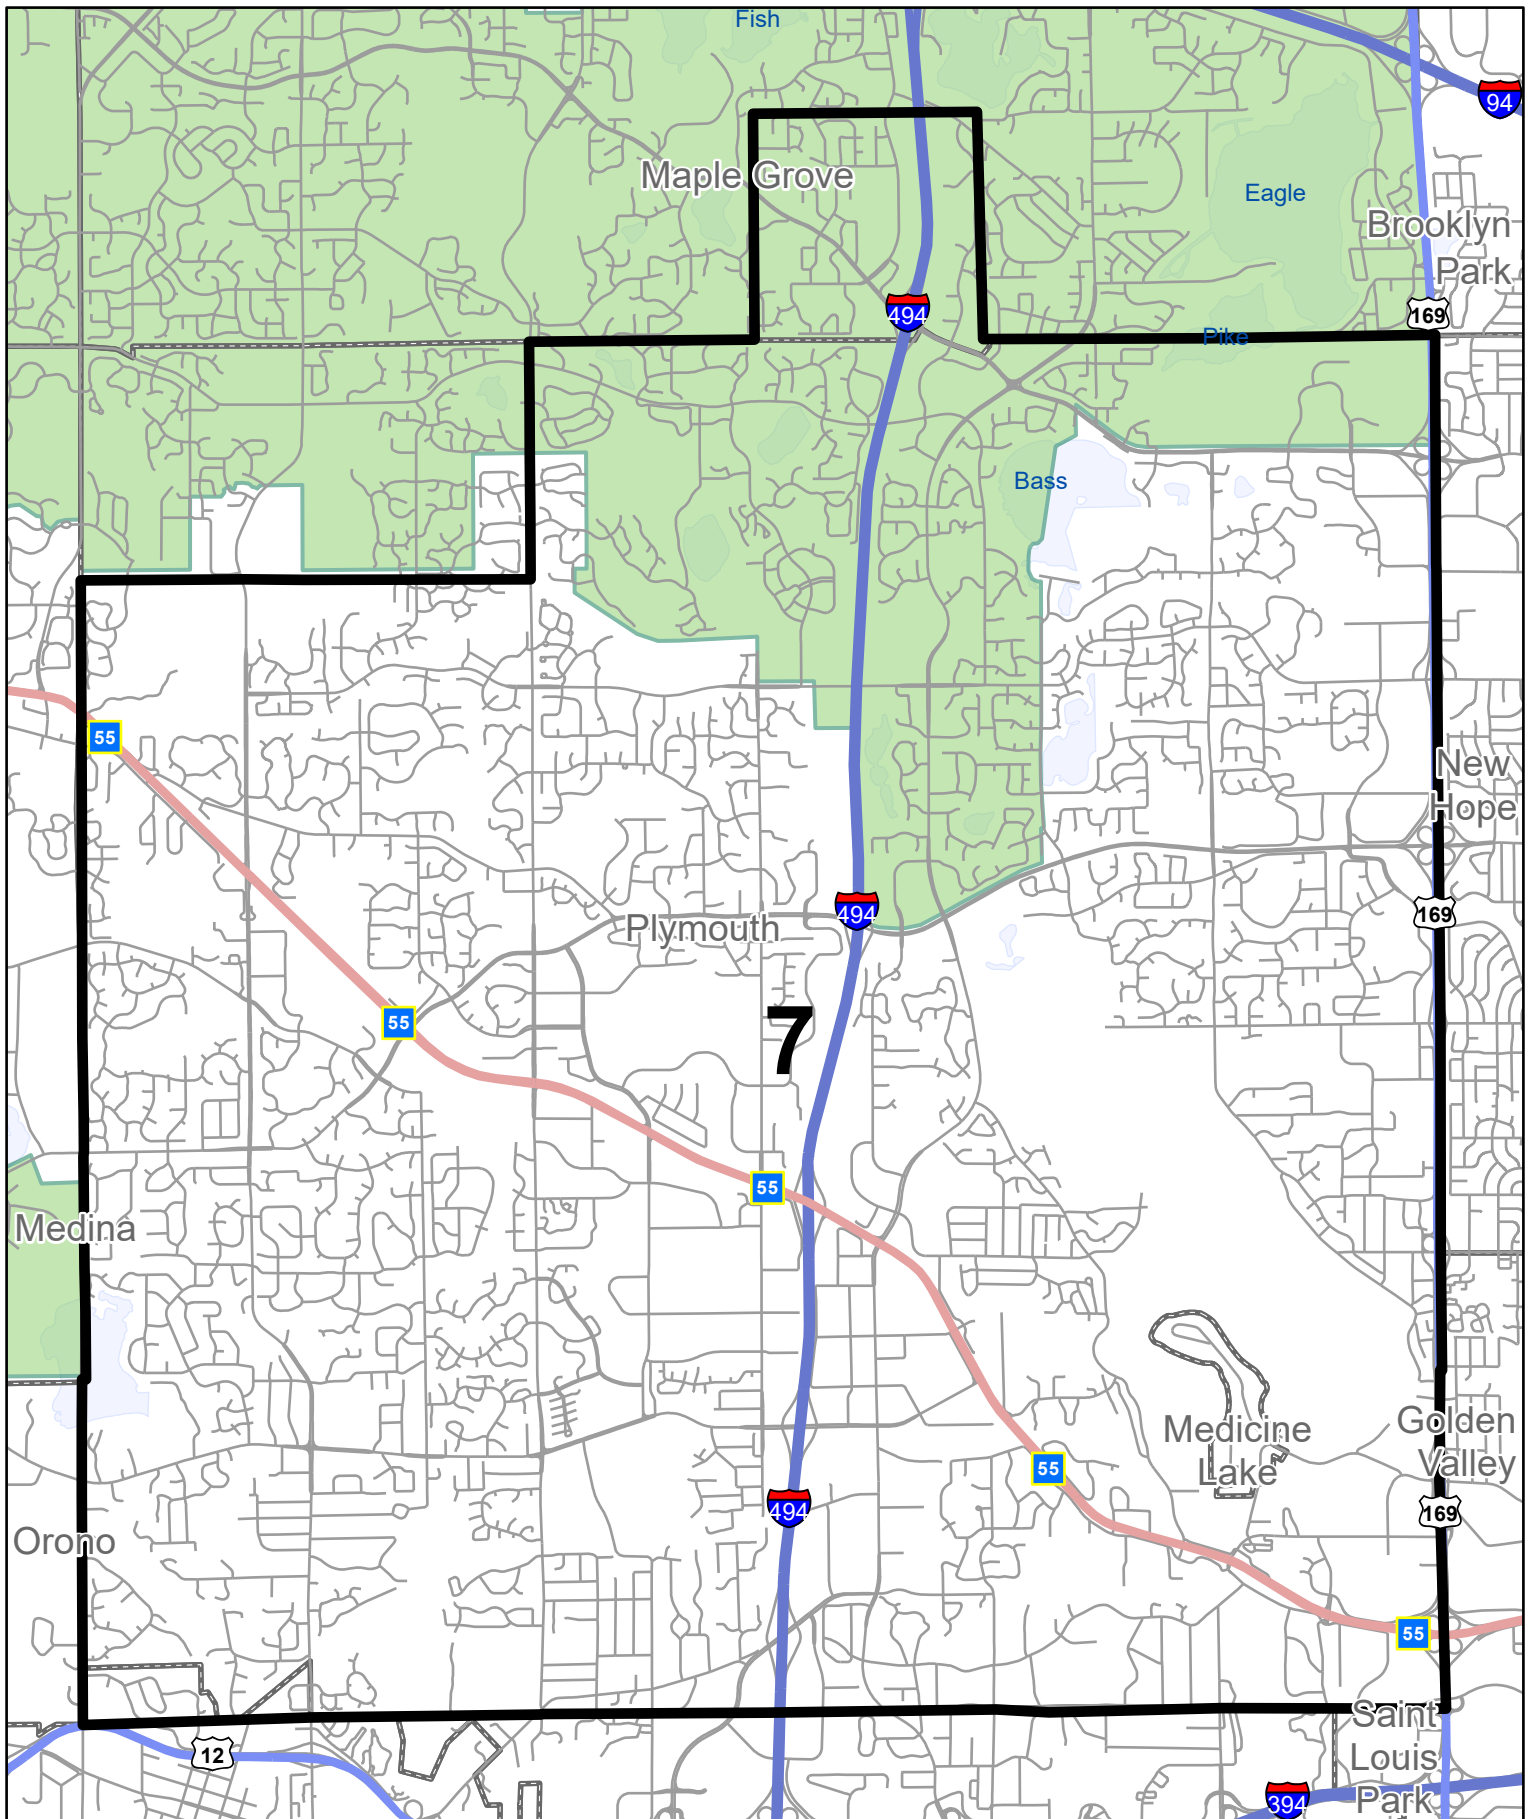 Fish
94
Maple Grove
Eagle
Brooklyn
Park
494
169
Pike
Bass
55
New
Hope
494
169
Plymouth
7
55
55
Medina
Medicine
Lake
Golden
Valley
55
494
169
Orono
55
Saint
Louis
Park
12
394